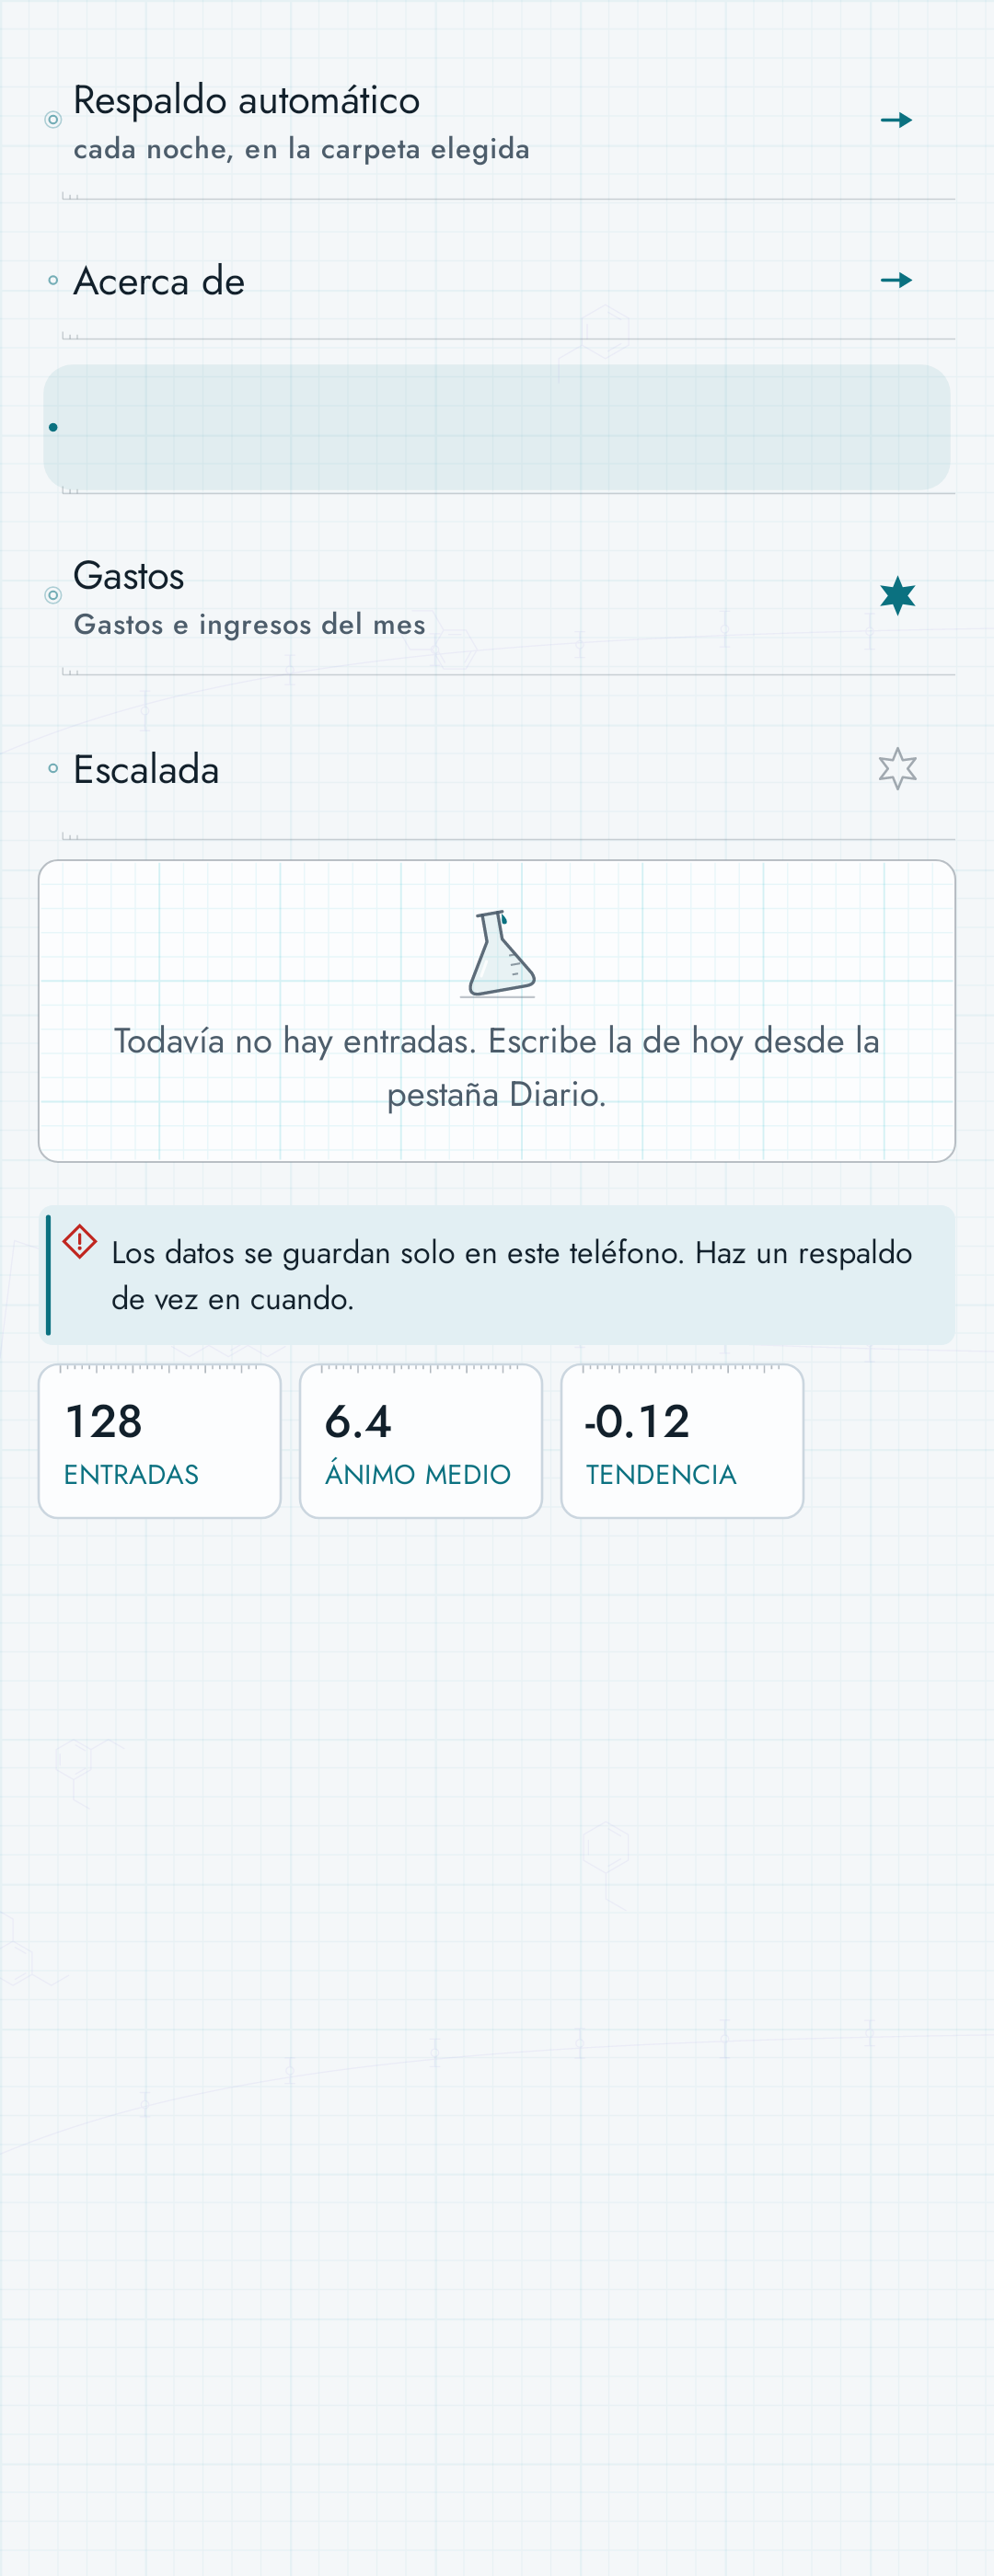 Respaldo automático
cada noche, en la carpeta elegida
Acerca de
Gastos
Gastos e ingresos del mes
Escalada
Todavía no hay entradas. Escribe la de hoy desde la
pestaña Diario.
Los datos se guardan solo en este teléfono. Haz un respaldo
de vez en cuando.
128
ENTRADAS
6.4
ÁNIMO MEDIO
-0.12
TENDENCIA